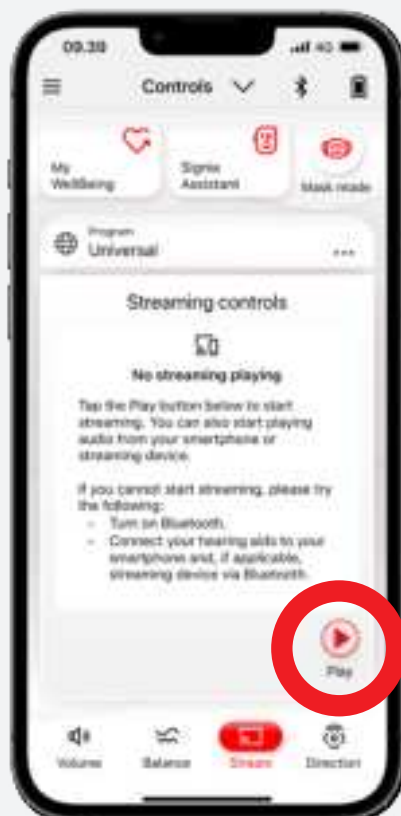 09.39
4G
Controls
My
WellBeing
Signia
Assistant
Mask mode
Program
Universal
...
Streaming controls
No streaming playing
Tap the Play button below to start
streaming. You can also start playing
audio from your smartphone or
streaming device.
If you cannot start streaming, please try
the following:
- Turn on Bluetooth.
- Connect your hearing aids to your
smartphone and, if applicable,
streaming device via Bluetooth.
Play
Volume
Balance
Stream
Direction